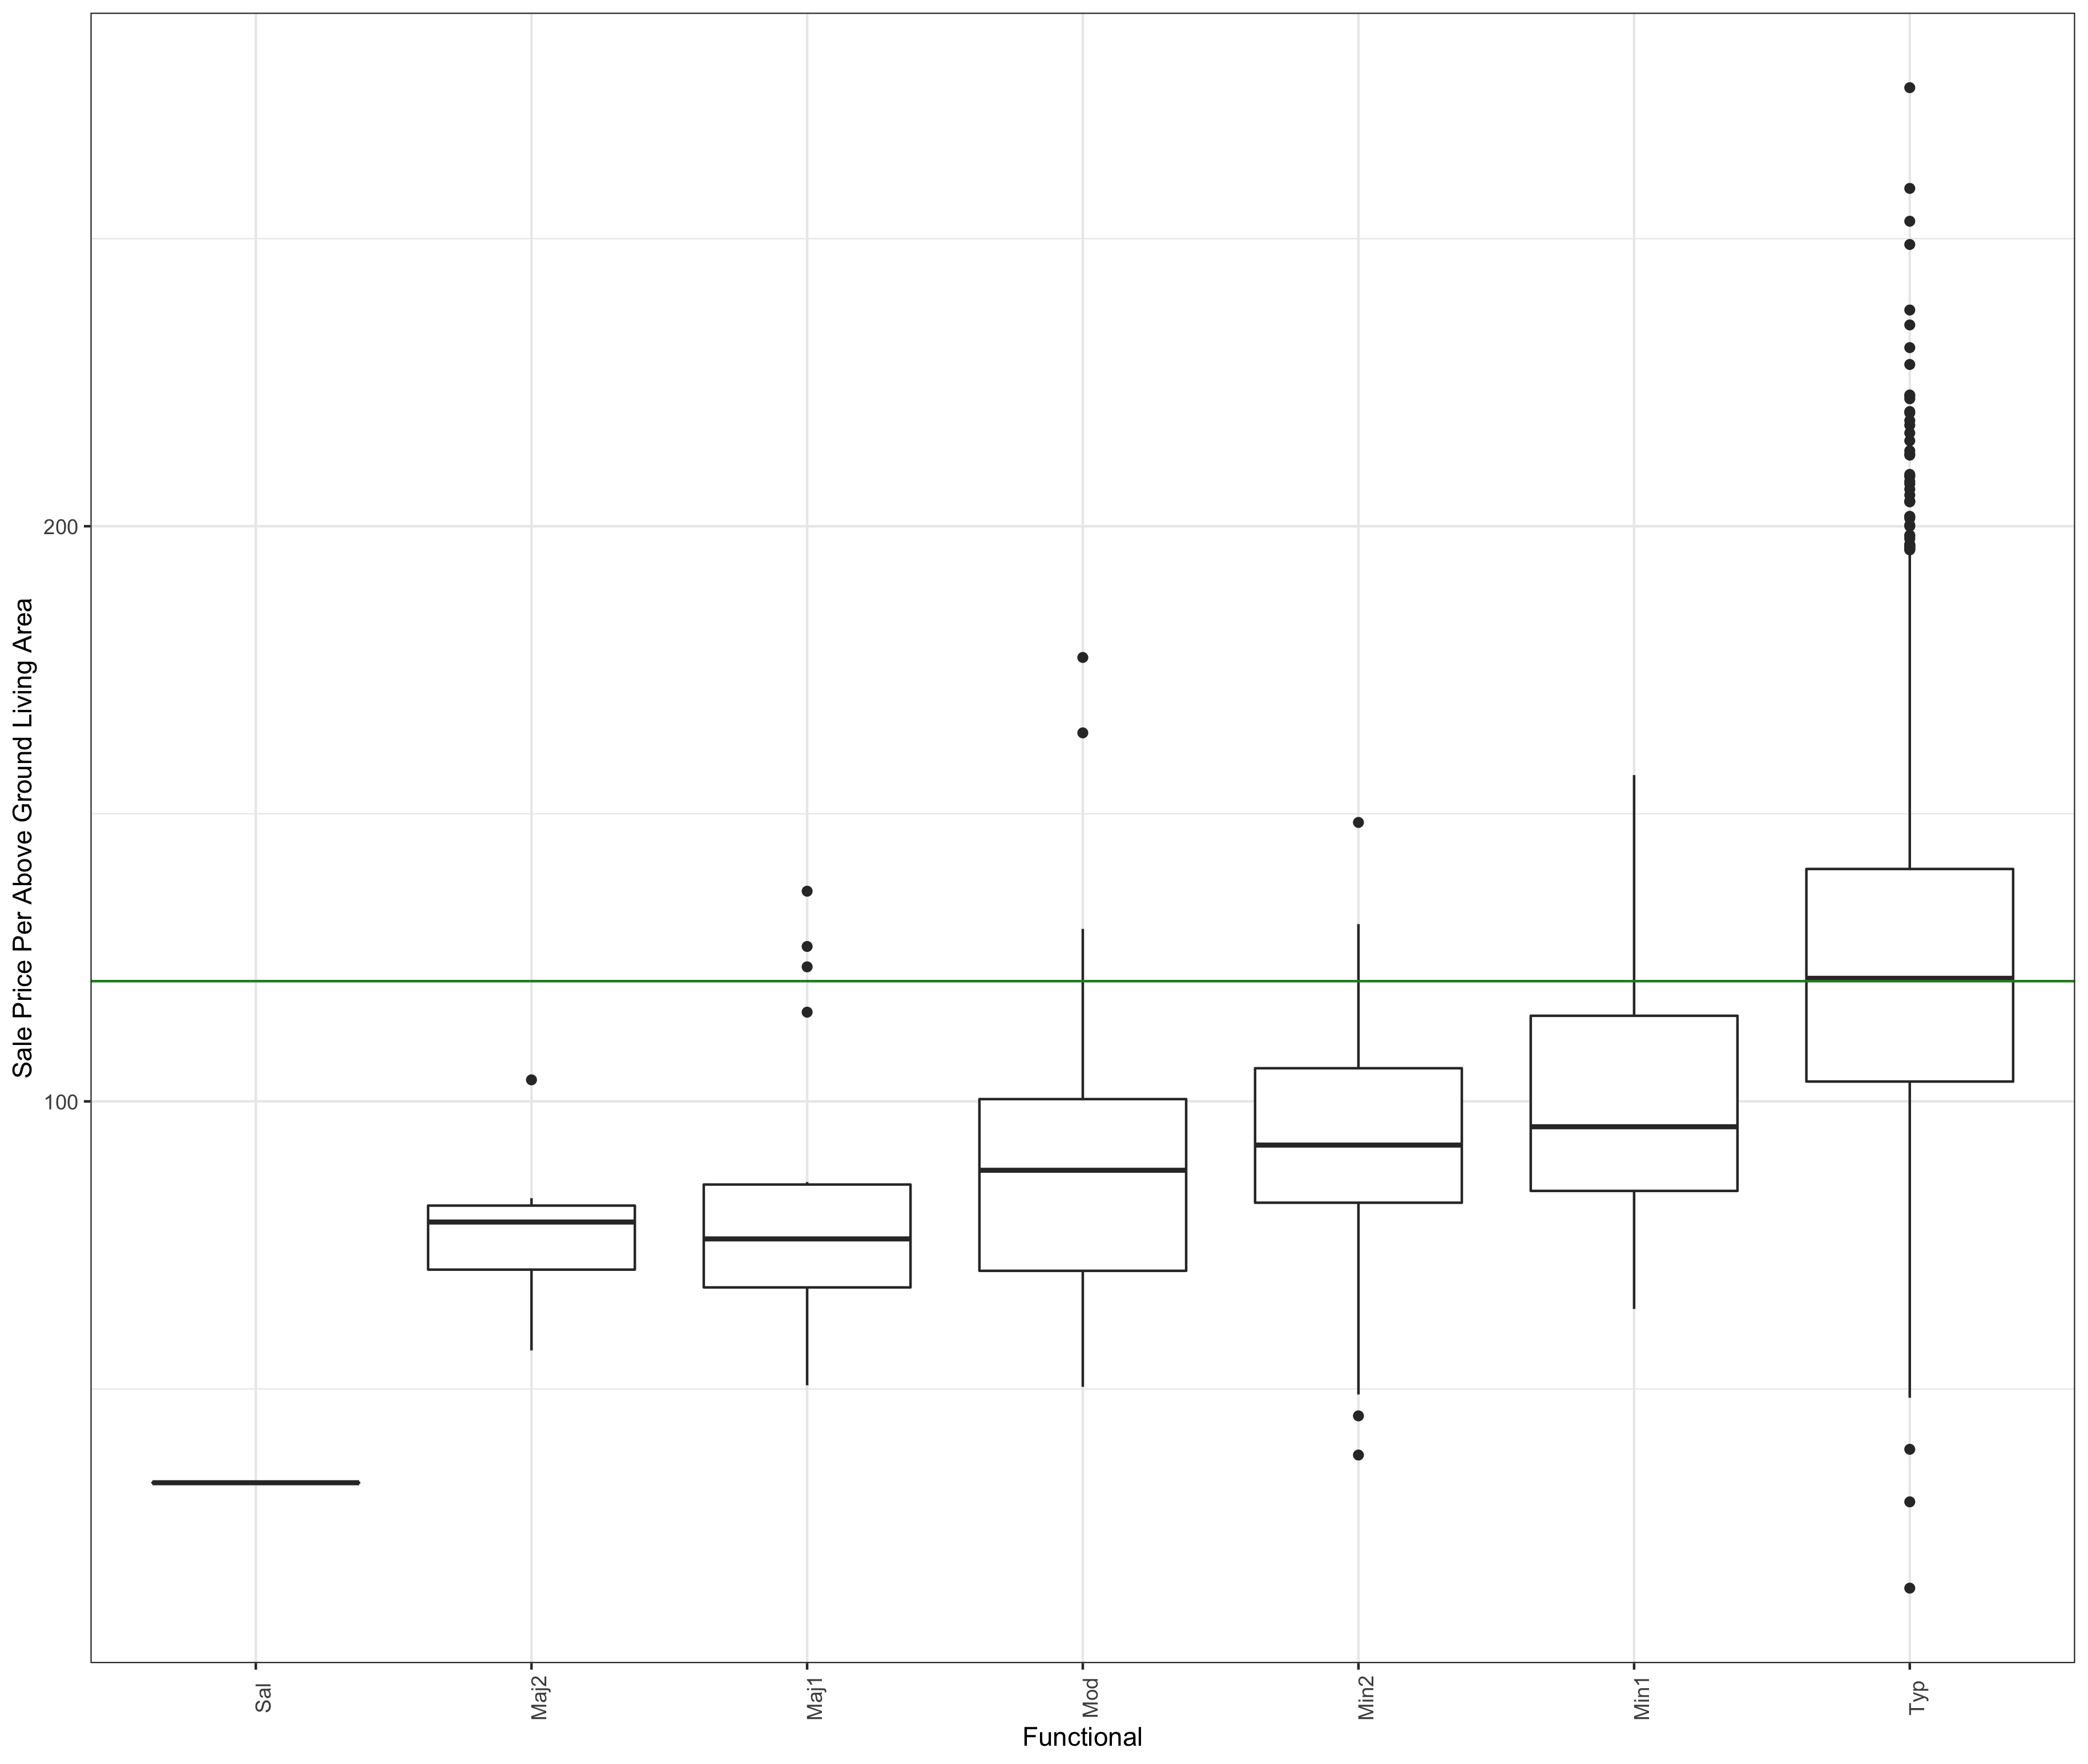 Sale Price Per Above Ground Living Area
200
100
Sal
Maj2
Maj1
Mod
Min2
Min1
Typ
Functional